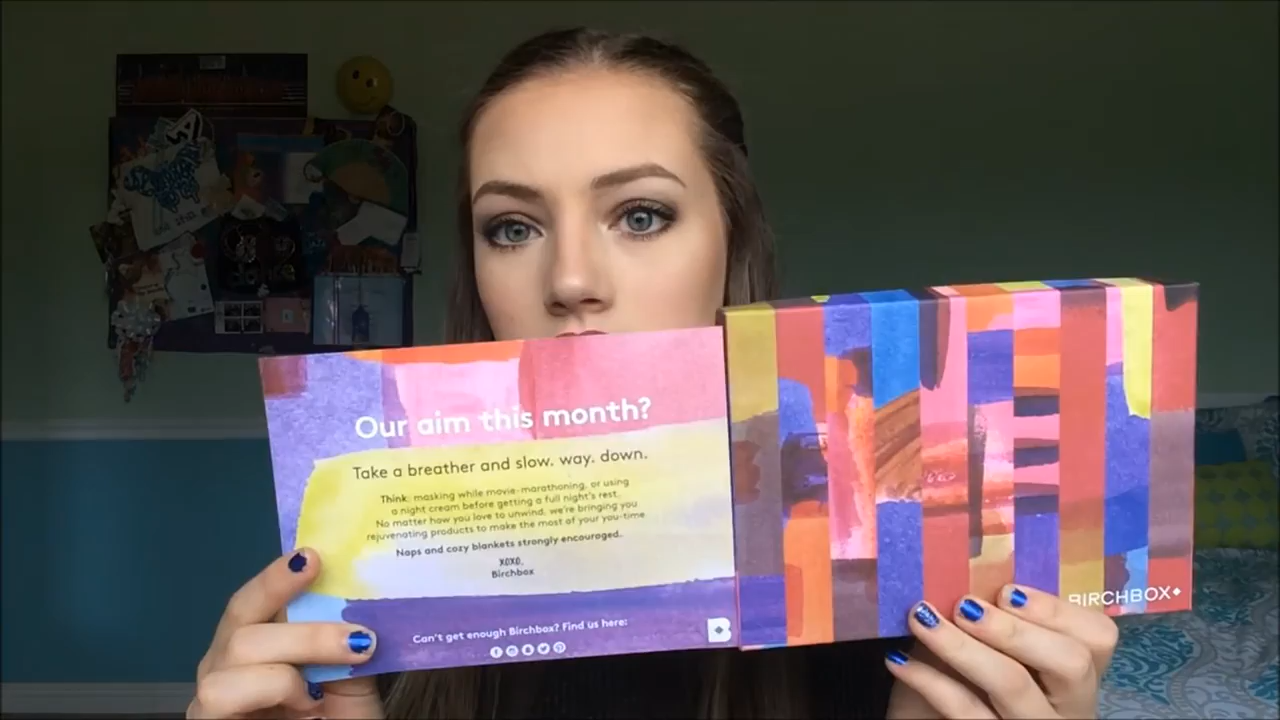 Our aim this month?
Take a breather and slow. way. down.
Think: masking while movie-marathoning, or using
a night cream before getting a full night's rest.
No matter how you love to unwind, we're bringing you
rejuvenating products to make the most of your you-time.
Naps and cozy blankets strongly encouraged.
xoxo,
Birchbox
Can't get enough Birchbox? Find us here:
B
BIRCHBOX